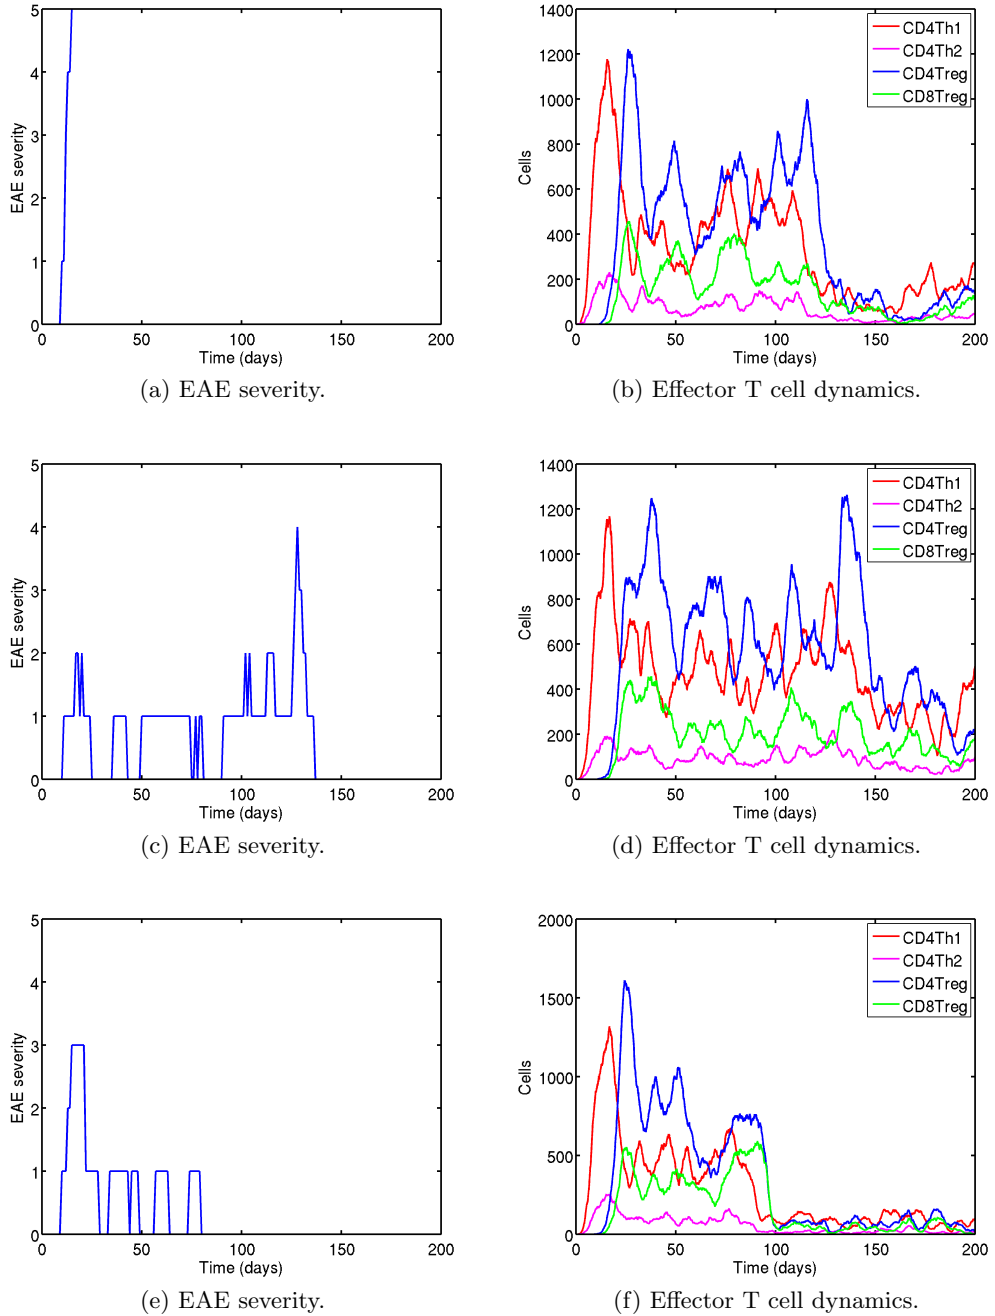 5
4
3
2
1
0
EAE severity
0 50 100 150 200
Time (days)
(a) EAE severity.
1400
1200
1000
800
600
400
200
0
Cells
CD4Th1
CD4Th2
CD4Treg
CD8Treg
0 50 100 150 200
Time (days)
(b) Effector T cell dynamics.
5
4
3
2
1
0
EAE severity
0 50 100 150 200
Time (days)
(c) EAE severity.
1400
1200
1000
800
600
400
200
0
Cells
CD4Th1
CD4Th2
CD4Treg
CD8Treg
0 50 100 150 200
Time (days)
(d) Effector T cell dynamics.
5
4
3
2
1
0
EAE severity
0 50 100 150 200
Time (days)
(e) EAE severity.
2000
1500
1000
500
0
Cells
CD4Th1
CD4Th2
CD4Treg
CD8Treg
0 50 100 150 200
Time (days)
(f) Effector T cell dynamics.